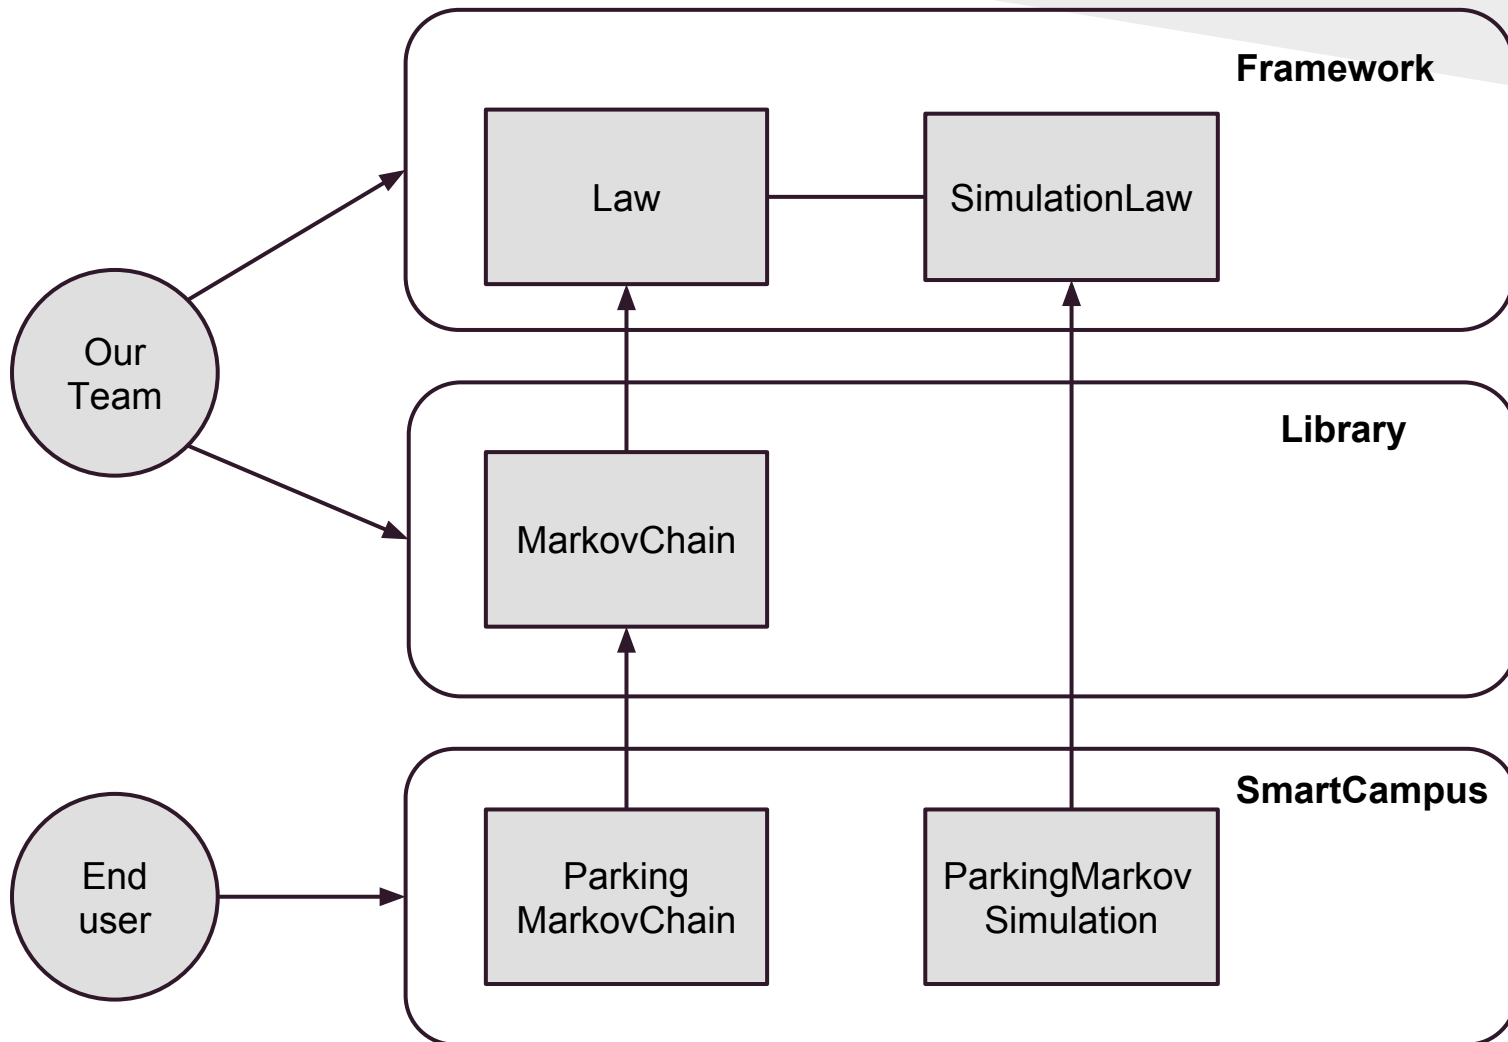 Framework
Law
SimulationLaw
Our
Team
Library
MarkovChain
SmartCampus
End
user
Parking
MarkovChain
ParkingMarkov
Simulation